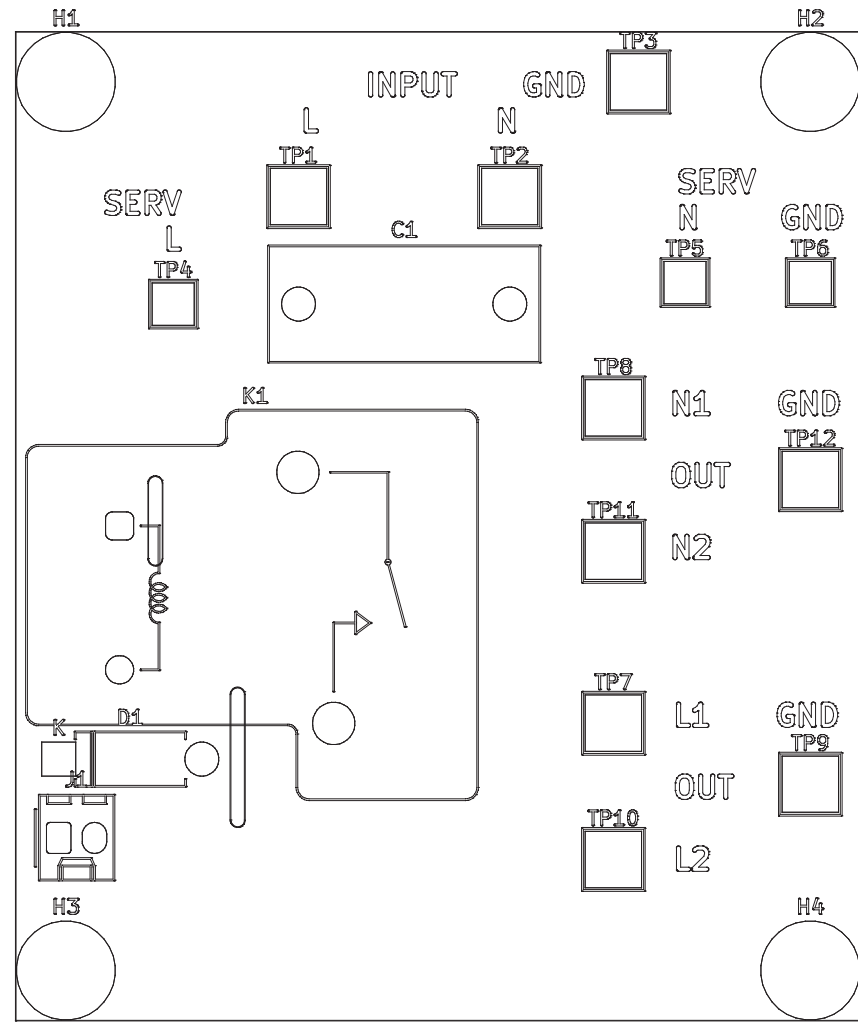 H1
H2
TP3
INPUT GND
L
N
TP1
TP2
SERV
SERV
N
GND
L
C1
TP5
TP6
TP4
TP8
K1
N1
GND
TP12
OUT
TP11
N2
TP7
K
D1
L1
GND
TP9
J1
OUT
TP10
L2
H3
H4